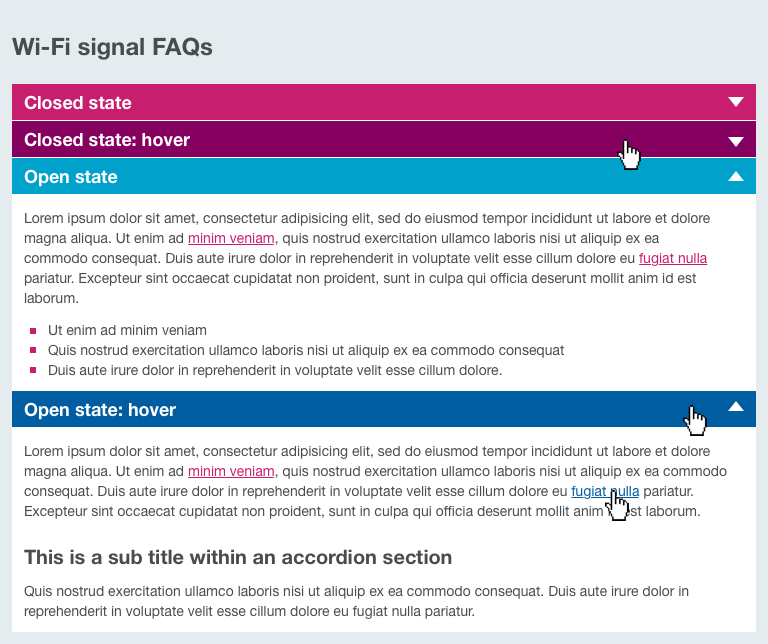 Wi-Fi signal FAQs
Closed state
Closed state: hover
Open state
Lorem ipsum dolor sit amet, consectetur adipisicing elit, sed do eiusmod tempor incididunt ut labore et dolore
magna aliqua. Ut enim ad minim veniam, quis nostrud exercitation ullamco laboris nisi ut aliquip ex ea
commodo consequat. Duis aute irure dolor in reprehenderit in voluptate velit esse cillum dolore eu fugiat nulla
pariatur. Excepteur sint occaecat cupidatat non proident, sunt in culpa qui officia deserunt mollit anim id est
laborum.
Ut enim ad minim veniam
Quis nostrud exercitation ullamco laboris nisi ut aliquip ex ea commodo consequat
Duis aute irure dolor in reprehenderit in voluptate velit esse cillum dolore.
Open state: hover
Lorem ipsum dolor sit amet, consectetur adipisicing elit, sed do eiusmod tempor incididunt ut labore et dolore
magna aliqua. Ut enim ad minim veniam, quis nostrud exercitation ullamco laboris nisi ut aliquip ex ea commodo
consequat. Duis aute irure dolor in reprehenderit in voluptate velit esse cillum dolore eu fugiat nulla pariatur.
Excepteur sint occaecat cupidatat non proident, sunt in culpa qui officia deserunt mollit anim est laborum.
This is a sub title within an accordion section
Quis nostrud exercitation ullamco laboris nisi ut aliquip ex ea commodo consequat. Duis aute irure dolor in
reprehenderit in voluptate velit esse cillum dolore eu fugiat nulla pariatur.